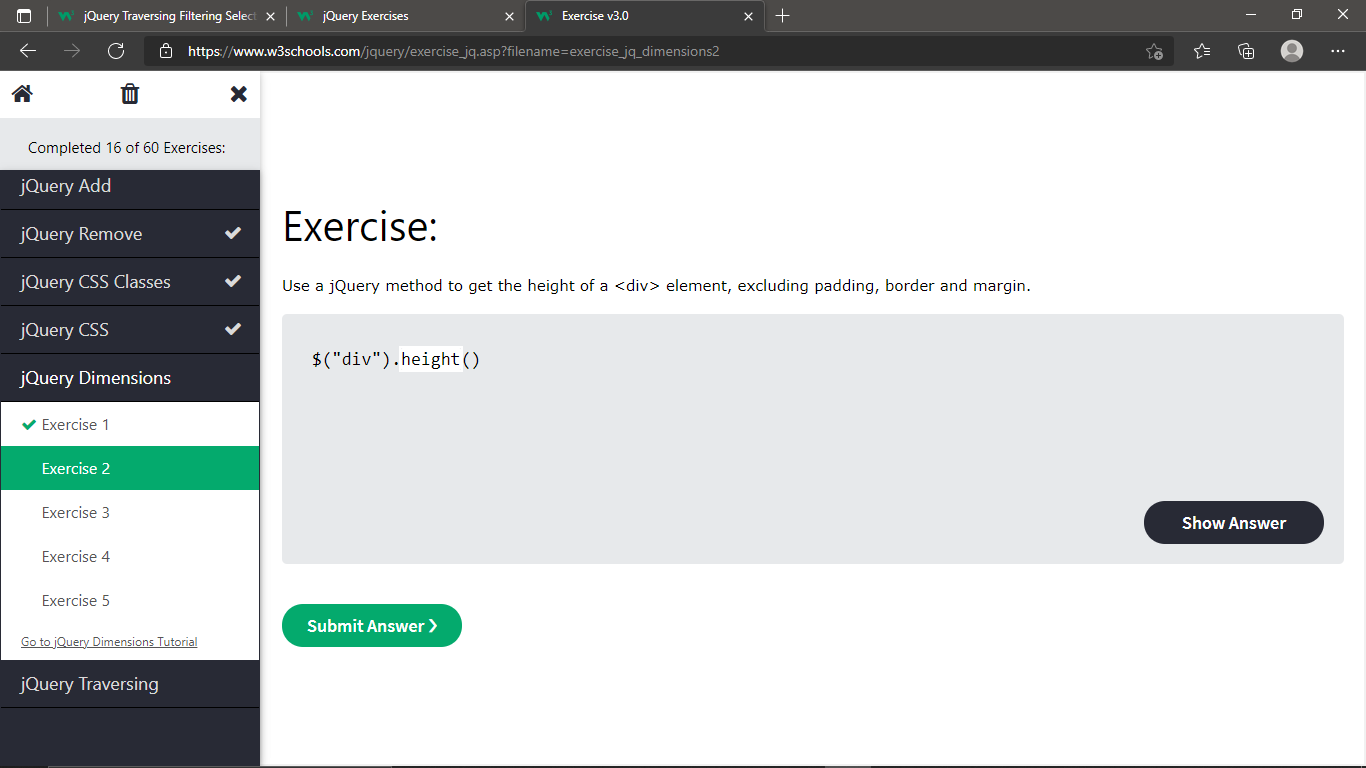 jQuery Traversing Filtering Select
jQuery Exercises
Exercise v3.0
https://www.w3schools.com/jquery/exercise_jq.asp?filename=exercise_jq_dimensions2
Completed 16 of 60 Exercises:
jQuery Add
jQuery Remove
jQuery CSS Classes
jQuery CSS
jQuery Dimensions
Exercise 1
Exercise 2
Exercise 3
Exercise 4
Exercise 5
Go to jQuery Dimensions Tutorial
jQuery Traversing
Exercise:
Use a jQuery method to get the height of a <div> element, excluding padding, border and margin.
$("div").height()
Show Answer
Submit Answer ❯